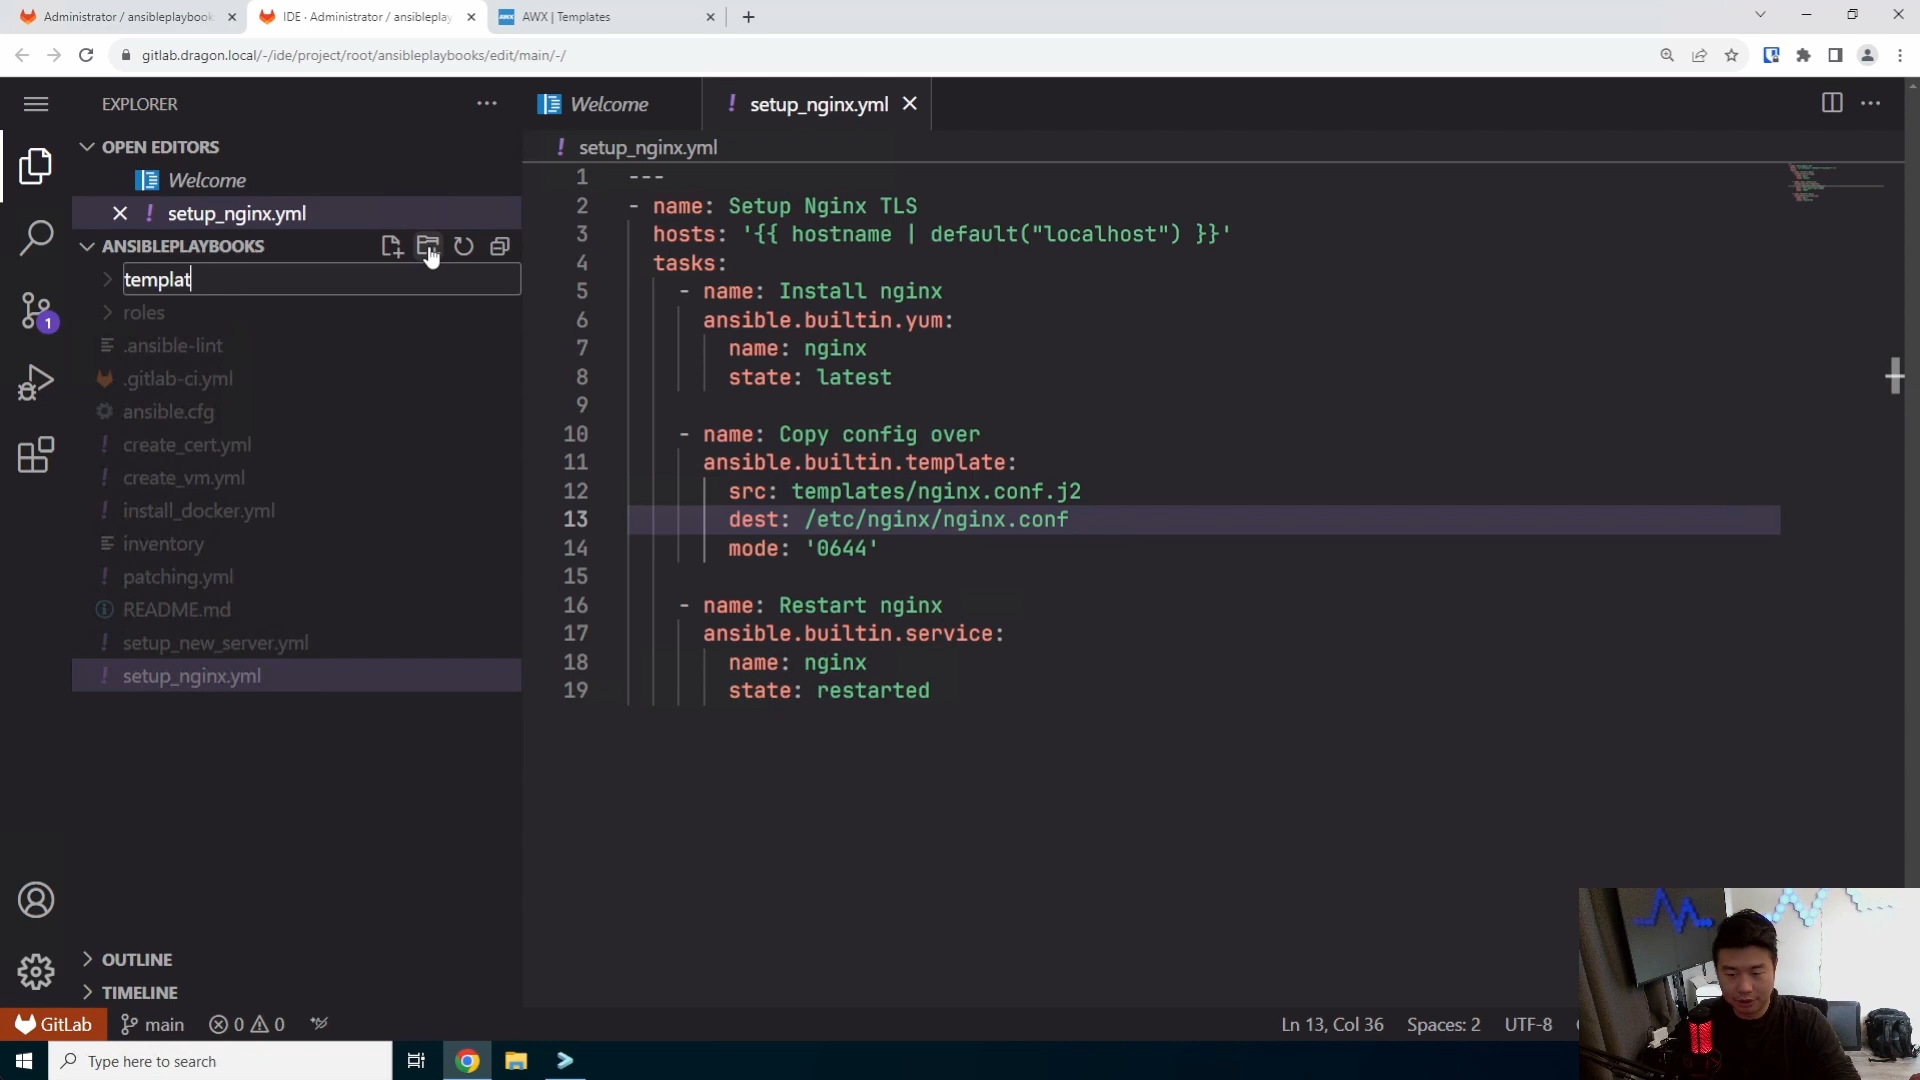 Administrator / ansibleplaybook
IDE · Administrator / ansibleplay
AWX | Templates
gitlab.dragon.local/-/ide/project/root/ansibleplaybooks/edit/main/-/
EXPLORER
OPEN EDITORS
Welcome
setup_nginx.yml
ANSIBLEPLAYBOOKS
templat
roles
.ansible-lint
.gitlab-ci.yml
ansible.cfg
create_cert.yml
create_vm.yml
install_docker.yml
inventory
patching.yml
README.md
setup_new_server.yml
setup_nginx.yml
OUTLINE
TIMELINE
1
Welcome
! setup_nginx.yml
! setup_nginx.yml
1 ---
2 - name: Setup Nginx TLS
3 hosts: '{{ hostname | default("localhost") }}'
4 tasks:
5 - name: Install nginx
6 ansible.builtin.yum:
7 name: nginx
8 state: latest
9
10 - name: Copy config over
11 ansible.builtin.template:
12 src: templates/nginx.conf.j2
13 dest: /etc/nginx/nginx.conf
14 mode: '0644'
15
16 - name: Restart nginx
17 ansible.builtin.service:
18 name: nginx
19 state: restarted
GitLab
main
0 0
Ln 13, Col 36
Spaces: 2
UTF-8
Type here to search